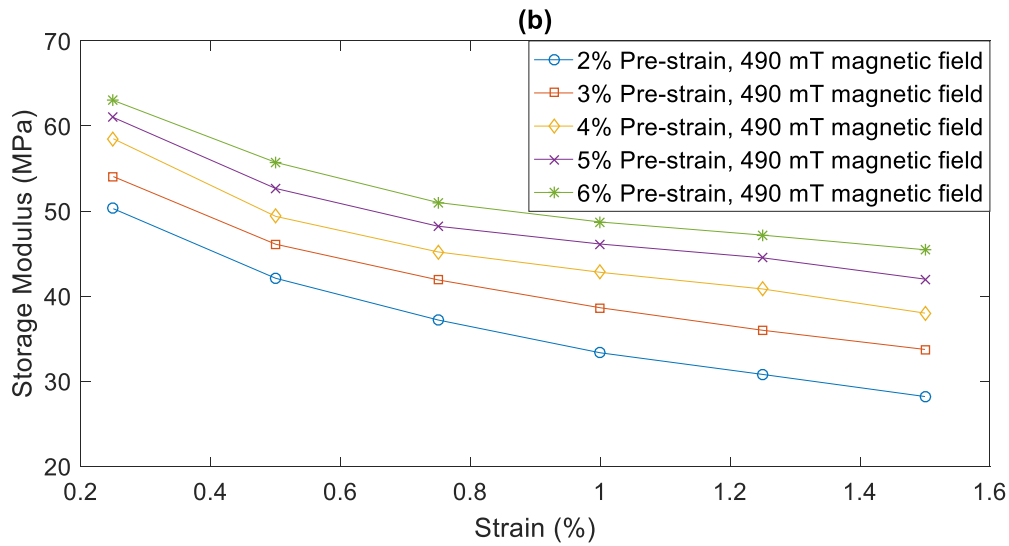 (b)
70
60
50
40
30
20
Storage Modulus (MPa)
2% Pre-strain, 490 mT magnetic field
3% Pre-strain, 490 mT magnetic field
4% Pre-strain, 490 mT magnetic field
5% Pre-strain, 490 mT magnetic field
6% Pre-strain, 490 mT magnetic field
0.2 0.4 0.6 0.8 1 1.2 1.4 1.6
Strain (%)